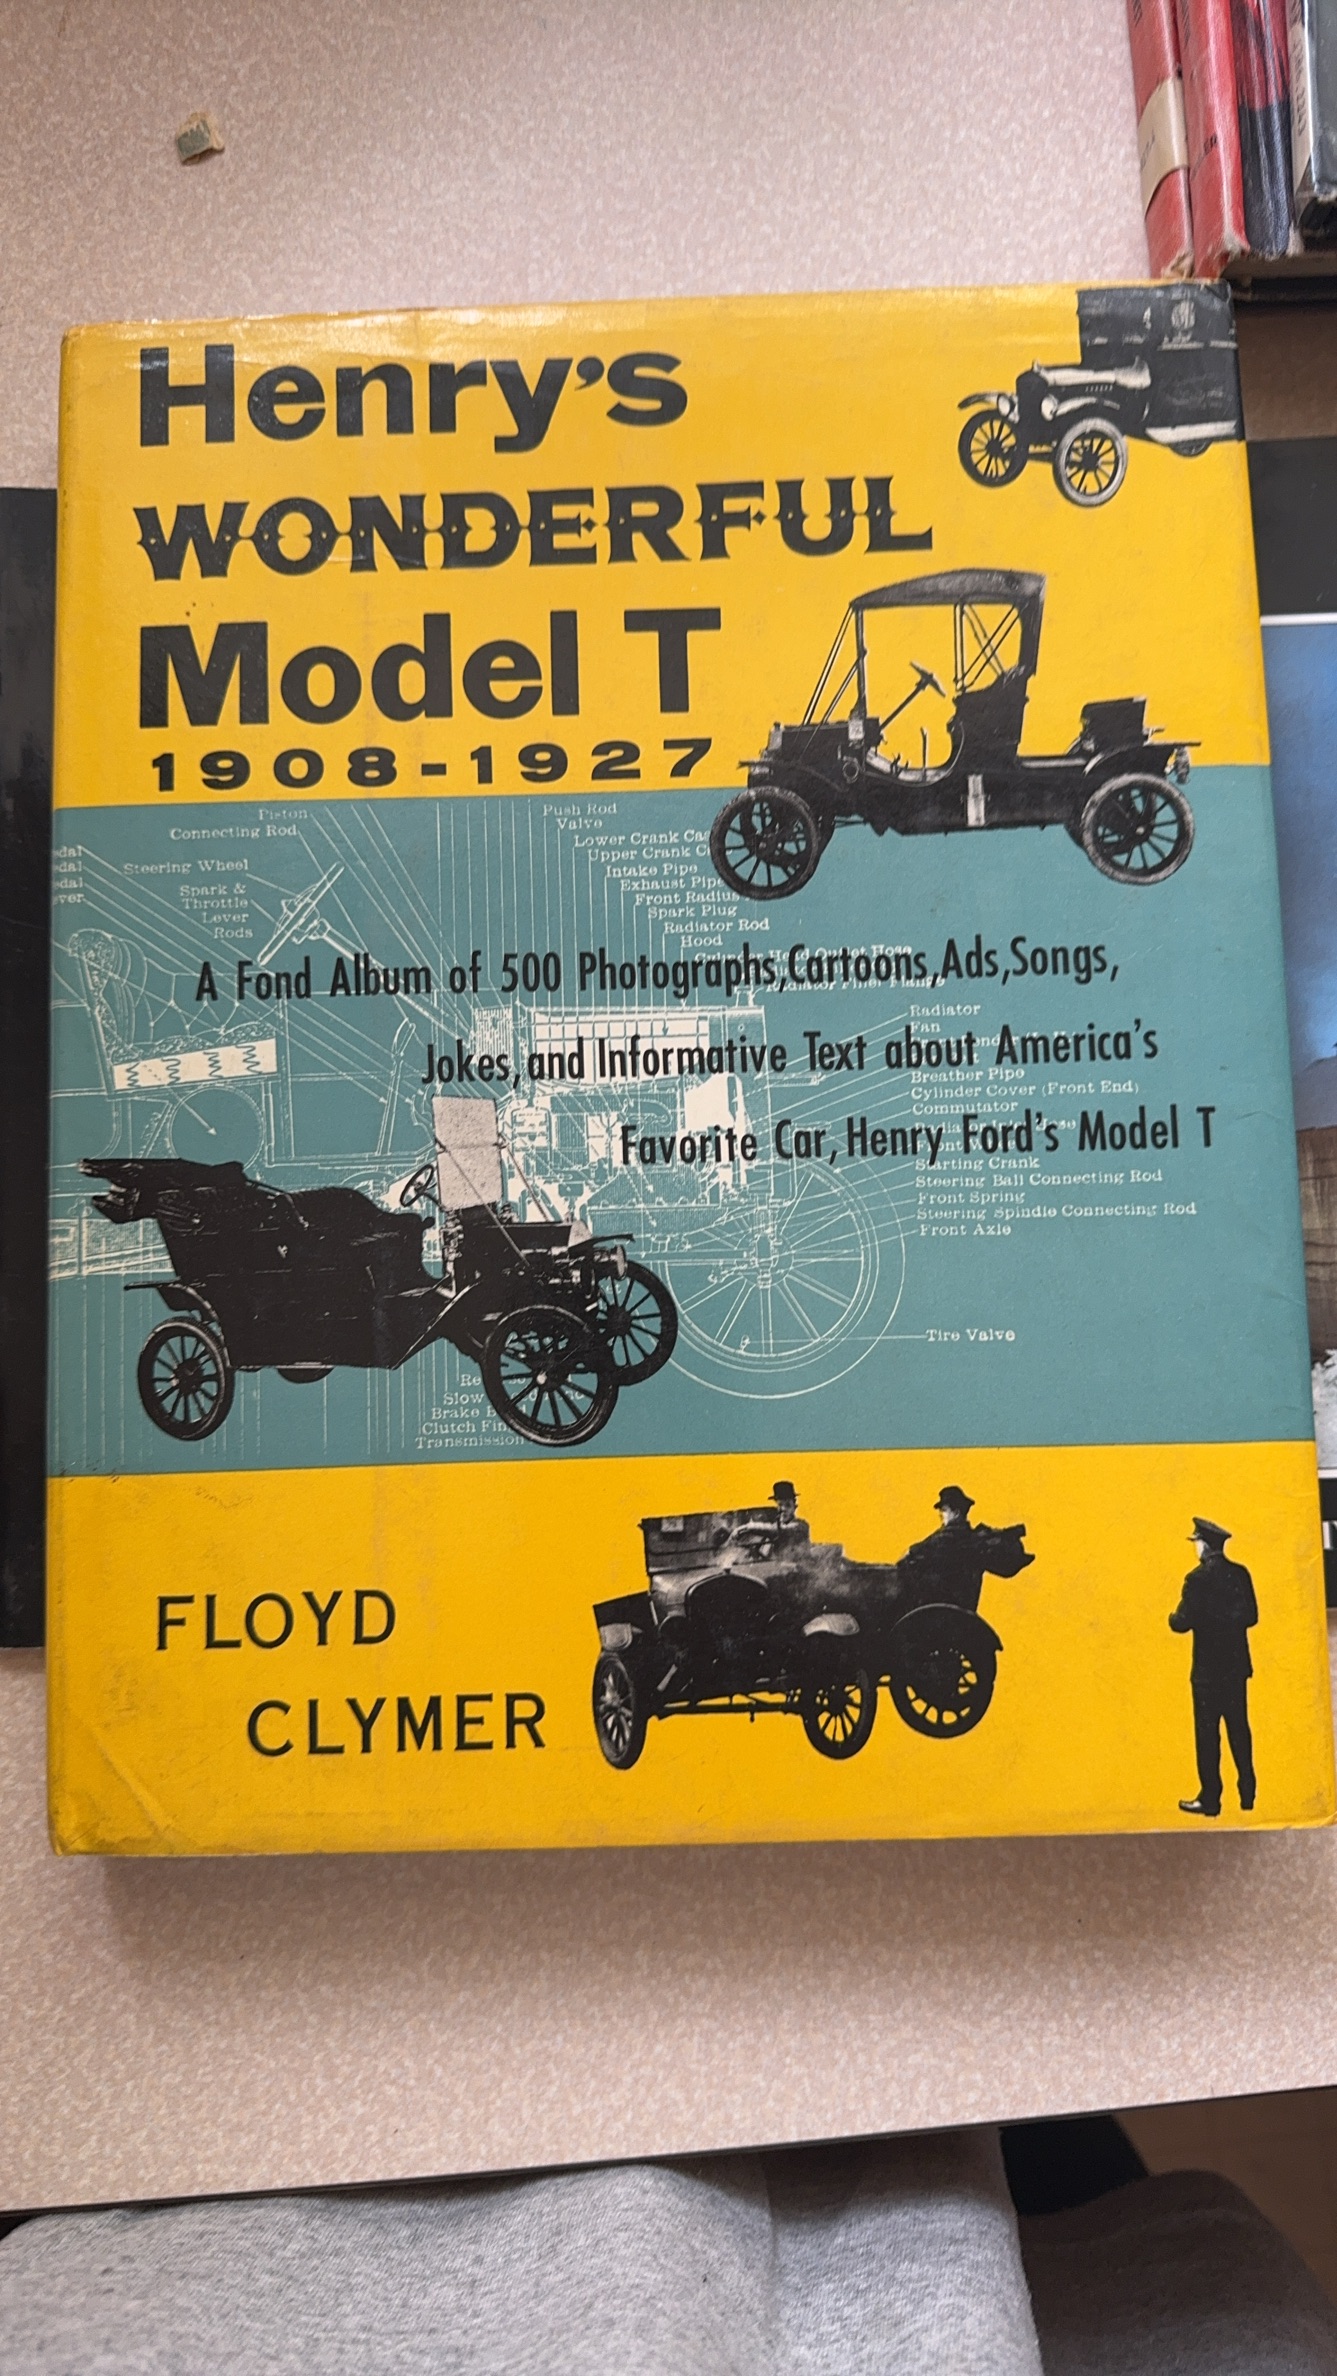 Henry's
WONDERFUL
Model T
1908-1927
Piston
Connecting Rod
Steering Wheel
Spark &
Throttle
Lever
Rods
Push Rod
Valve
Lower Crank
Upper Crank
Intake Pipe
Exhaust Pipe
Front Radius
Spark Plug
Radiator Rod
Hood
A Fond Album of 500 Photographs, Cartoons, Ads, Songs,
Radiator
Fan
Jokes, and Informative Text about America's
Breather Pipe
Cylinder Cover (Front End)
Commutator
Favorite Car, Henry Ford's Model T
Starting Crank
Steering Ball Connecting Rod
Front Spring
Steering Spindle Connecting Rod
Front Axle
Tire Valve
Slow
Brake
Clutch
Transmission
FLOYD
CLYMER